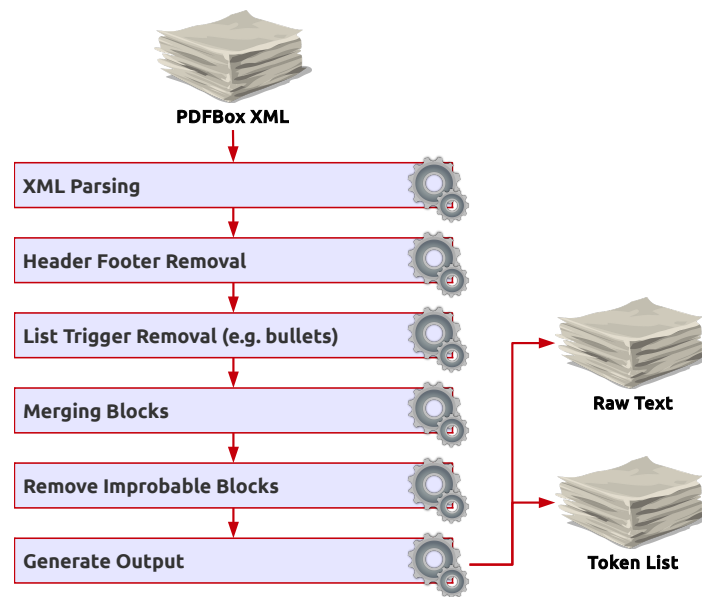 PDFBox XML
XML Parsing
Header Footer Removal
List Trigger Removal (e.g. bullets)
Merging Blocks
Remove Improbable Blocks
Generate Output
Raw Text
Token List